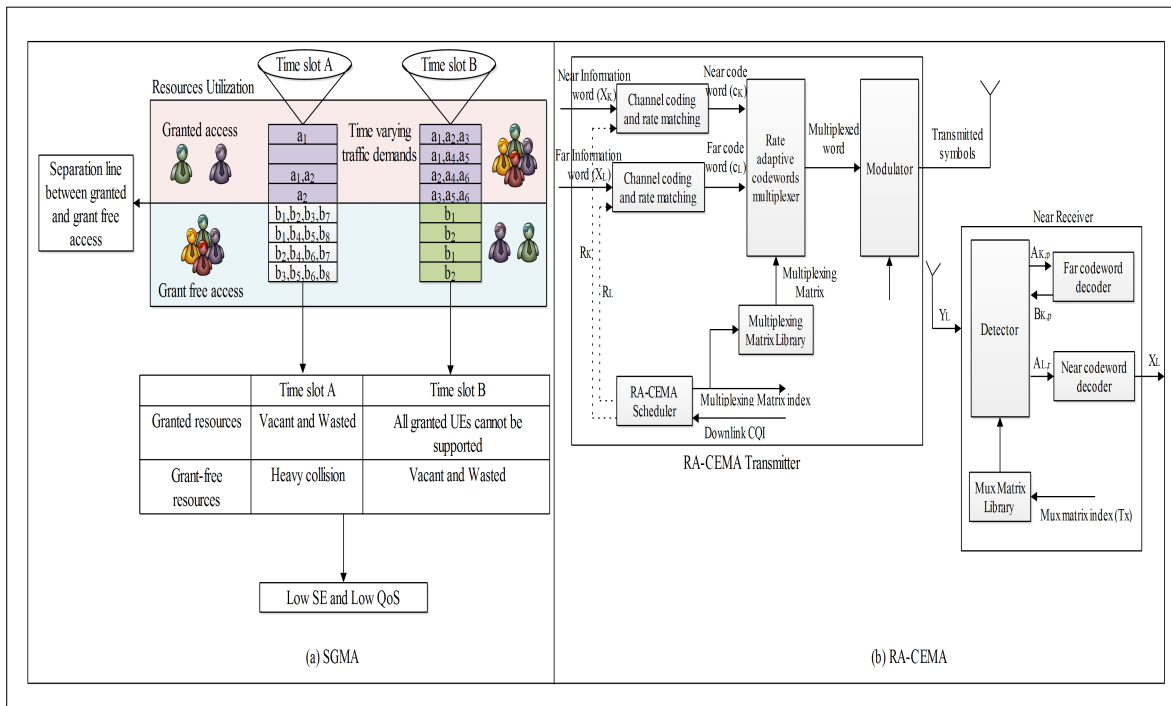 Time slot A
Time slot B
Resources Utilization
Granted access
Time varying
traffic demands
a1
a1,a2
a2
a1,a2,a3
a1,a4,a5
a2,a4,a6
a3,a5,a6
Separation line
between granted
and grant free
access
b1,b2,b3,b7
b1,b4,b5,b8
b2,b4,b6,b7
b3,b5,b6,b8
b1
b2
b1
b2
Grant free access
Time slot A
Time slot B
Granted resources
Vacant and Wasted
All granted UEs cannot be
supported
Grant-free
resources
Heavy collision
Vacant and Wasted
Low SE and Low QoS
(a) SGMA
Near Information
word (XK)
Channel coding
and rate matching
Near code
word (cK)
Far Information
word (XL)
Channel coding
and rate matching
Far code
word (cL)
Rate
adaptive
codewords
multiplexer
Multiplexed
word
Modulator
Transmitted
symbols
RK
RL
Multiplexing
Matrix
Multiplexing
Matrix Library
RA-CEMA
Scheduler
Multiplexing Matrix index
Downlink CQI
RA-CEMA Transmitter
Near Receiver
YL
Detector
AK,p
BK,p
Far codeword
decoder
AL,r
Near codeword
decoder
XL
Mux Matrix
Library
Mux matrix index (Tx)
(b) RA-CEMA